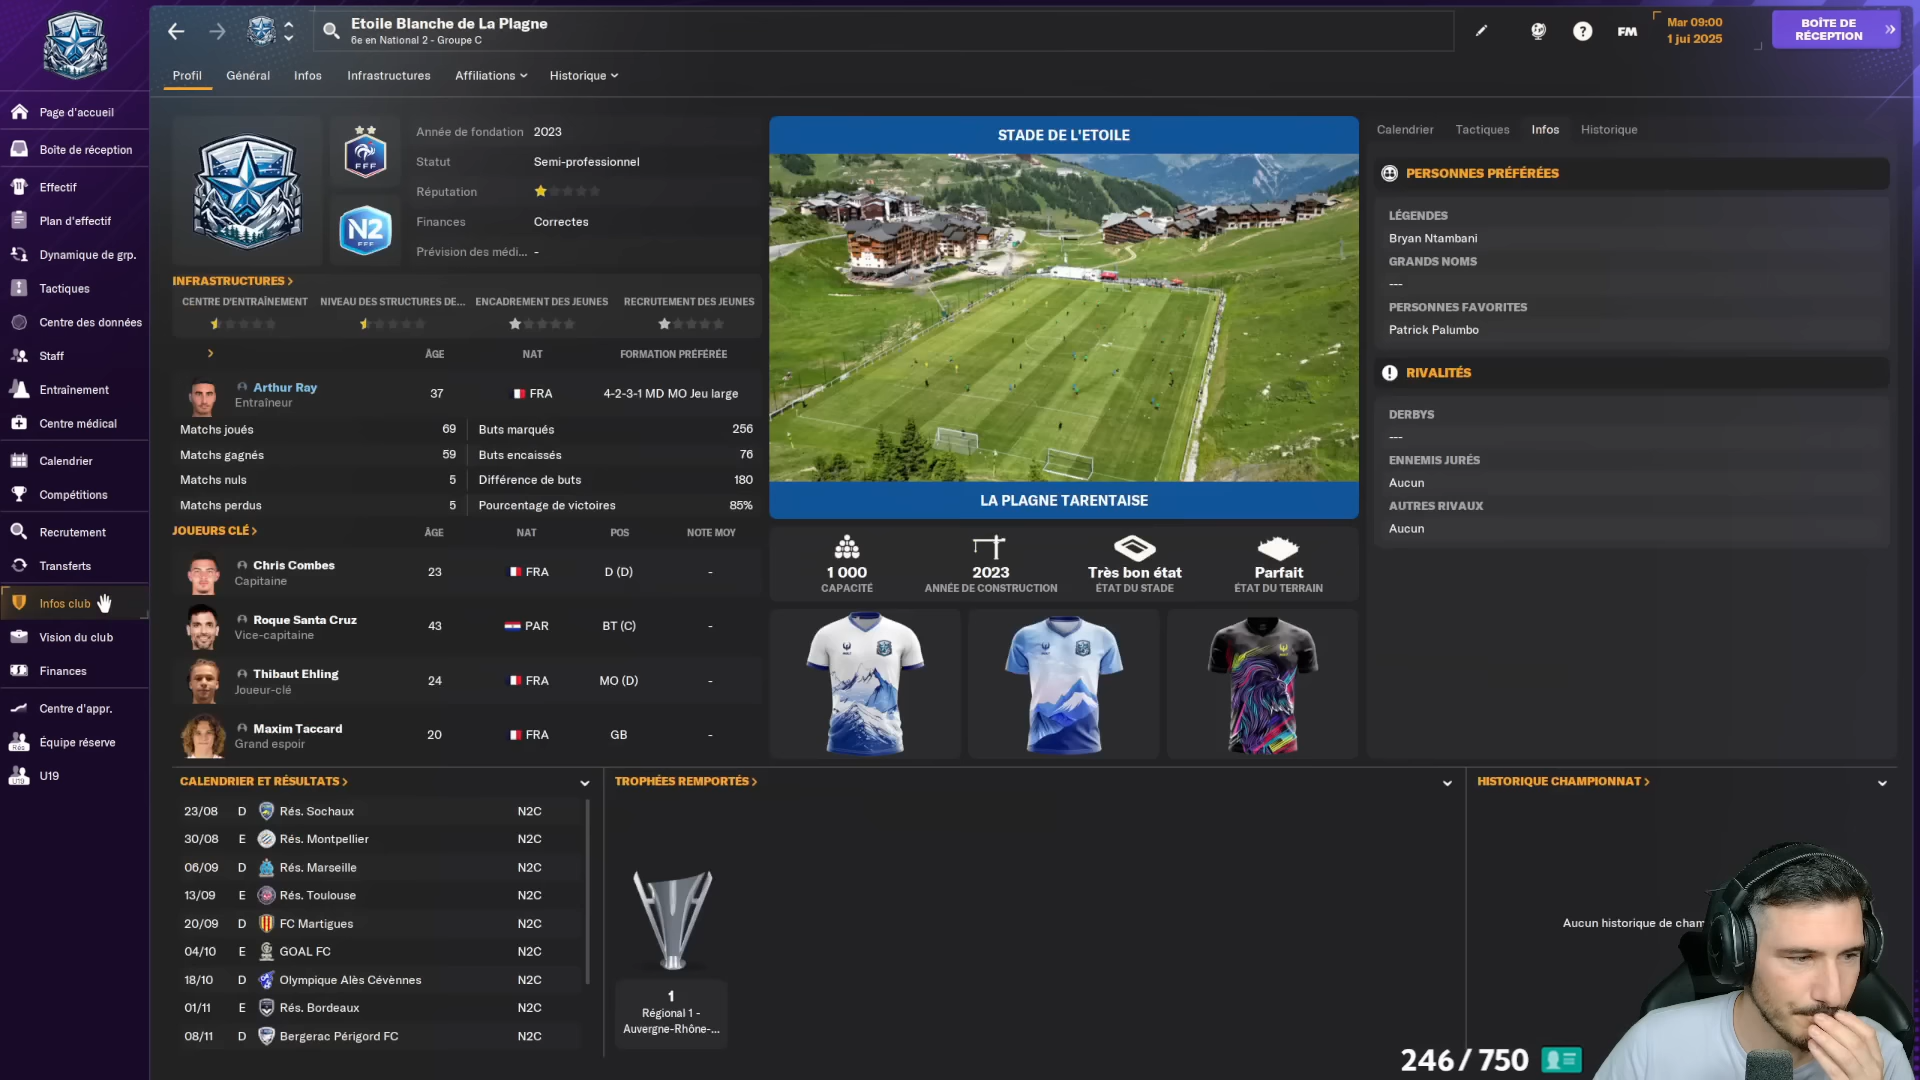 Etoile Blanche de La Plagne
6e en National 2 - Groupe C
FM
Mar 09:00
1 jui 2025
BOÎTE DE
RÉCEPTION
Profil
Général
Infos
Infrastructures
Affiliations
Historique
Page d'accueil
Boîte de réception
Effectif
Plan d'effectif
Dynamique de grp.
Tactiques
Centre des données
Staff
Entraînement
Centre médical
Calendrier
Compétitions
Recrutement
Transferts
Infos club
Vision du club
Finances
Centre d'appr.
Équipe réserve
U19
FFF
N2
FFF
Année de fondation 2023
Statut Semi-professionnel
Réputation
Finances Correctes
Prévision des médi... -
INFRASTRUCTURES >
CENTRE D'ENTRAÎNEMENT NIVEAU DES STRUCTURES DE... ENCADREMENT DES JEUNES RECRUTEMENT DES JEUNES
ÂGE NAT FORMATION PRÉFÉRÉE
Arthur Ray 37 FRA 4-2-3-1 MD MO Jeu large
Entraîneur
Matchs joués 69 Buts marqués 256
Matchs gagnés 59 Buts encaissés 76
Matchs nuls 5 Différence de buts 180
Matchs perdus 5 Pourcentage de victoires 85%
JOUEURS CLÉ > ÂGE NAT POS NOTE MOY
Chris Combes 23 FRA D (D) -
Capitaine
Roque Santa Cruz 43 PAR BT (C) -
Vice-capitaine
Thibaut Ehling 24 FRA MO (D) -
Joueur-clé
Maxim Taccard 20 FRA GB -
Grand espoir
STADE DE L'ETOILE
LA PLAGNE TARENTAISE
1 000
CAPACITÉ
2023
ANNÉE DE CONSTRUCTION
Très bon état
ÉTAT DU STADE
Parfait
ÉTAT DU TERRAIN
Calendrier Tactiques Infos Historique
PERSONNES PRÉFÉRÉES
LÉGENDES
Bryan Ntambani
GRANDS NOMS
---
PERSONNES FAVORITES
Patrick Palumbo
RIVALITÉS
DERBYS
---
ENNEMIS JURÉS
Aucun
AUTRES RIVAUX
Aucun
CALENDRIER ET RÉSULTATS >
23/08 D Rés. Sochaux N2C
30/08 E Rés. Montpellier N2C
06/09 D Rés. Marseille N2C
13/09 E Rés. Toulouse N2C
20/09 D FC Martigues N2C
04/10 E GOAL FC N2C
18/10 D Olympique Alès Cévènnes N2C
01/11 E Rés. Bordeaux N2C
08/11 D Bergerac Périgord FC N2C
TROPHÉES REMPORTÉS >
1
Régional 1 -
Auvergne-Rhône-...
HISTORIQUE CHAMPIONNAT >
Aucun historique de cham
246/750